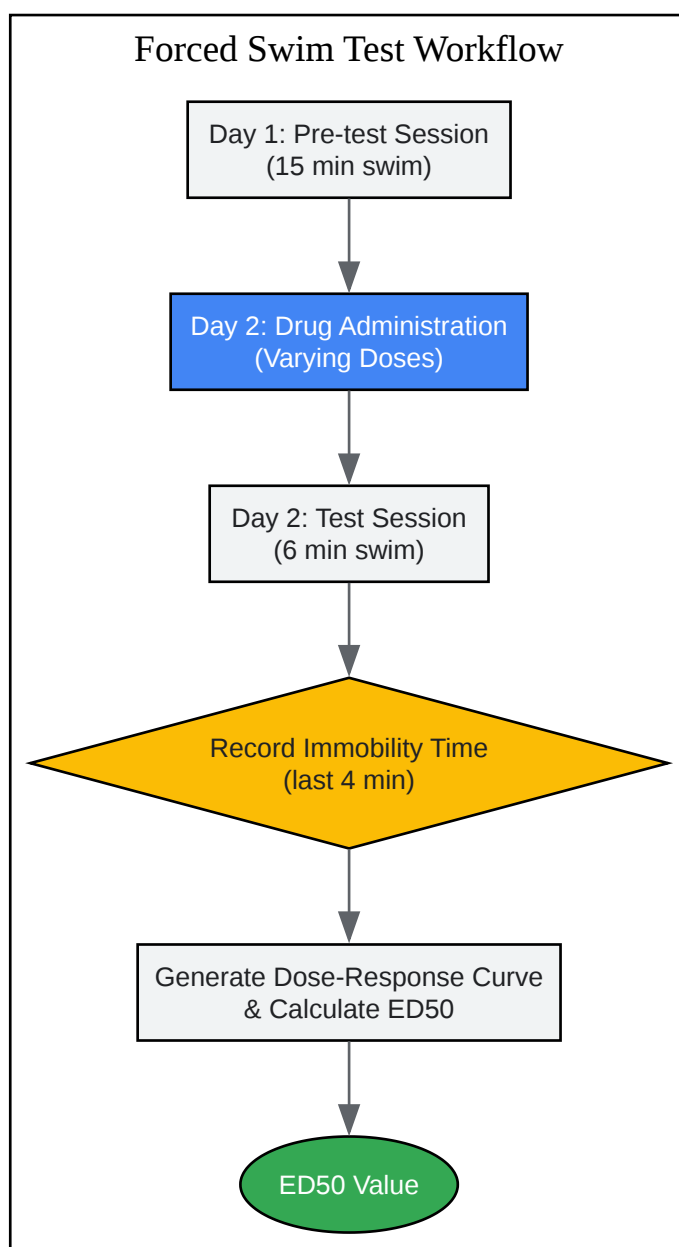 Forced Swim Test Workflow
Day 1: Pre-test Session
(15 min swim)
Day 2: Drug Administration
(Varying Doses)
Day 2: Test Session
(6 min swim)
Record Immobility Time
(last 4 min)
Generate Dose-Response Curve
& Calculate ED50
ED50 Value